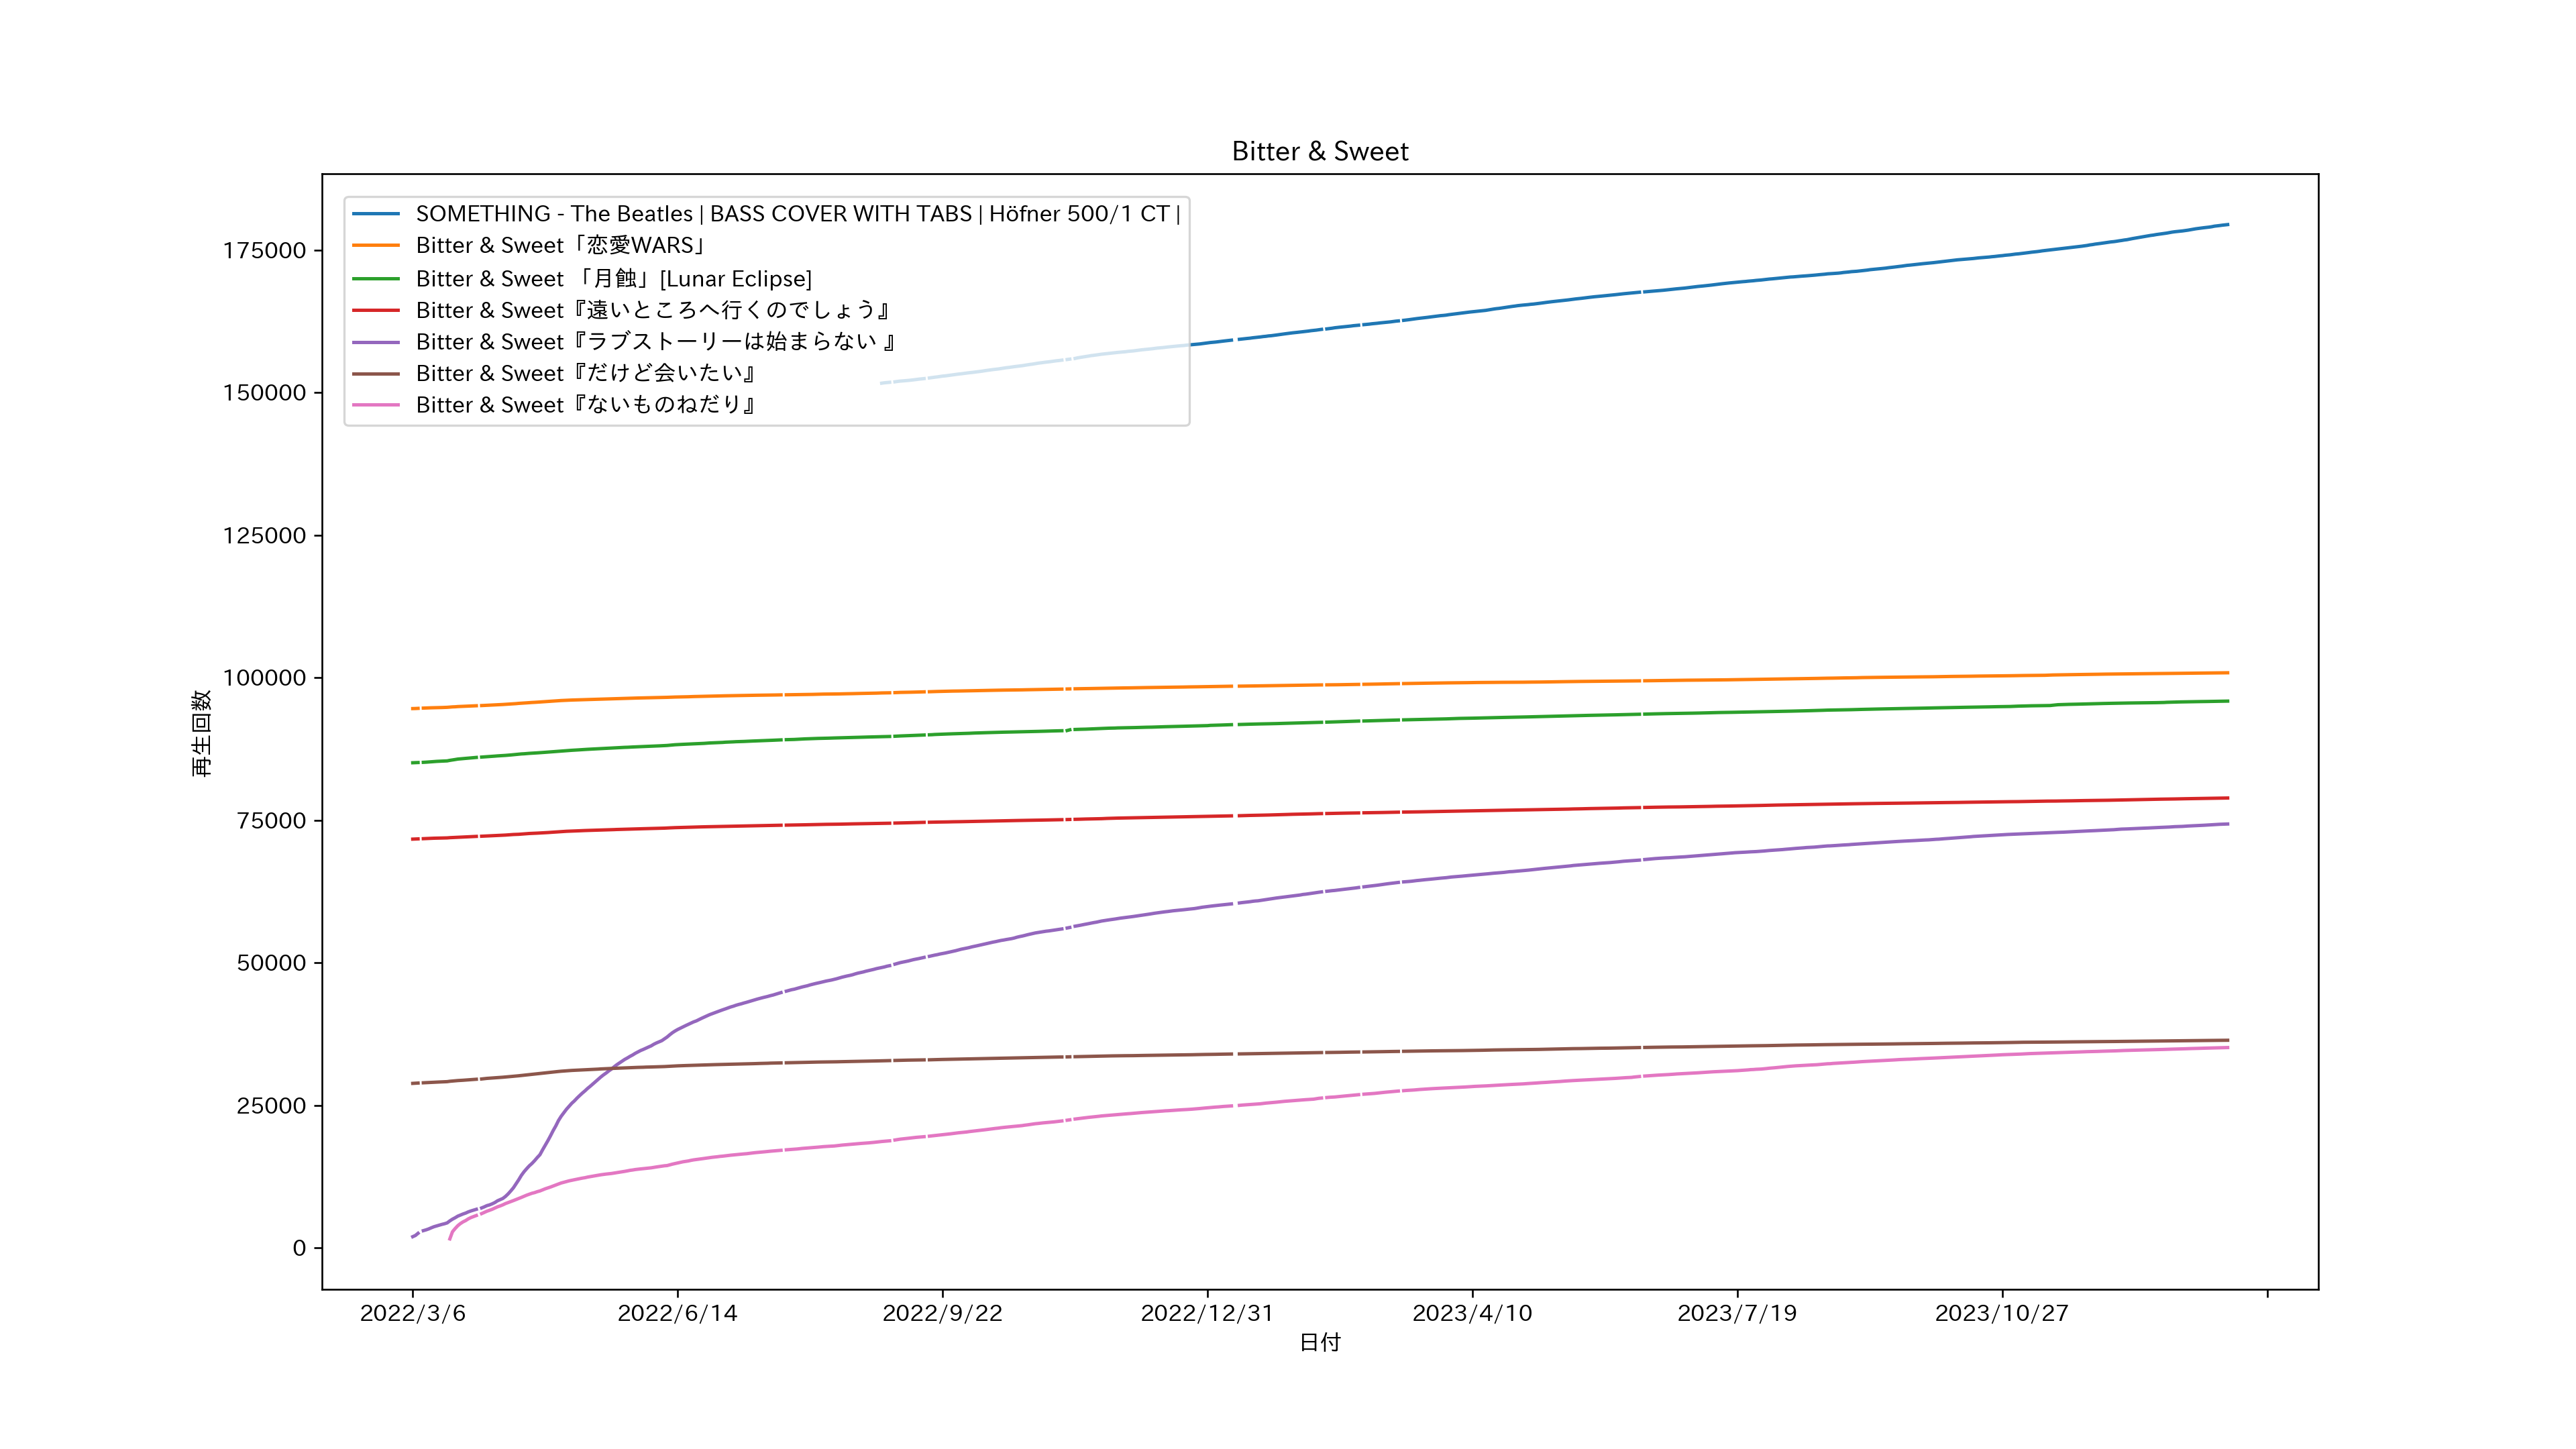 Bitter & Sweet
SOMETHING - The Beatles | BASS COVER WITH TABS | Höfner 500/1 CT |
Bitter & Sweet「恋愛WARS」
Bitter & Sweet 「月蝕」[Lunar Eclipse]
Bitter & Sweet『遠いところへ行くのでしょう』
Bitter & Sweet『ラブストーリーは始まらない 』
Bitter & Sweet『だけど会いたい』
Bitter & Sweet『ないものねだり』
175000
150000
125000
100000
75000
50000
25000
0
再生回数
2022/3/6
2022/6/14
2022/9/22
2022/12/31
2023/4/10
2023/7/19
2023/10/27
日付